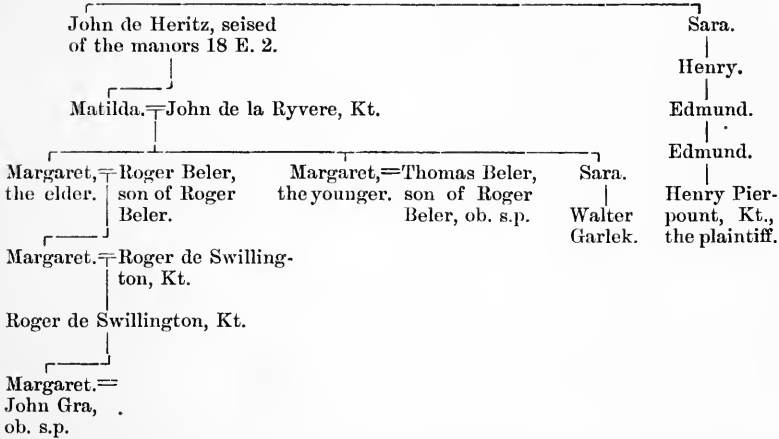 John de Heritz, seised
of the manors 18 E. 2.
Sara.
Henry.
Matilda.=John de la Ryvere, Kt.
Edmund.
Edmund.
Margaret,
the elder.
=Roger Beler,
son of Roger
Beler.
Margaret,
the younger.
=Thomas Beler,
son of Roger
Beler, ob. s.p.
Sara.
Walter
Garlek.
Henry Pier-
pount, Kt.,
the plaintiff.
Margaret.=Roger de Swilling-
ton, Kt.
Roger de Swillington, Kt.
Margaret.=
John Gra,
ob. s.p.